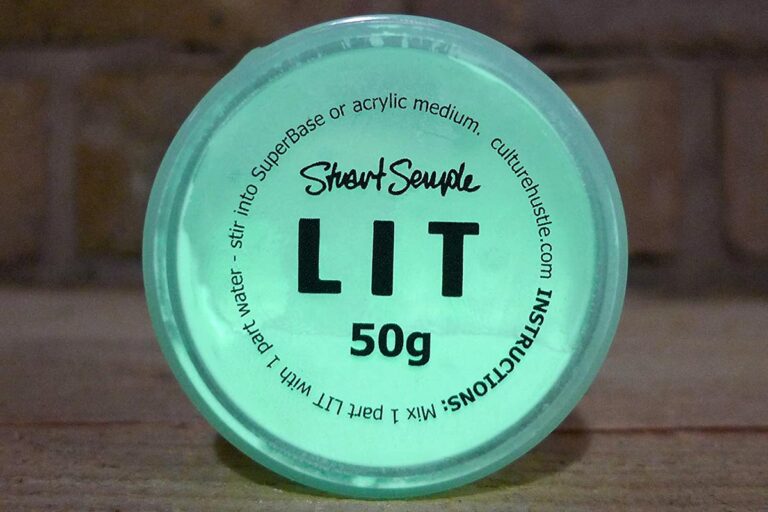 Stuart Semple
LIT
50g
INSTRUCTIONS: Mix 1 part LIT with 1 part water - stir into SuperBase or acrylic medium. culturehustle.com